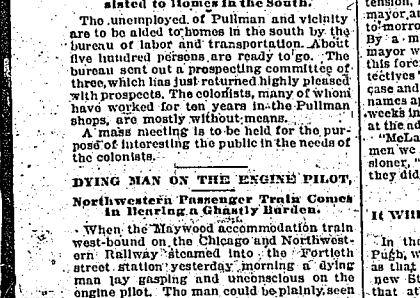 sisted to Homes in the South.
The unemployed of Pullman and vicinity
are to be aided to homes in the south by the
bureau of labor and transportation. About
five hundred persons are ready to go. The
bureau sent out a prospecting committee of
three, which has just returned highly pleased
with prospects. The colonists, many of whom
have worked for ten years in the Pullman
shops, are mostly without means.
A mass meeting is to be held for the pur-
pose of interesting the public in the needs of
the colonists.
DYING MAN ON THE ENGINE PILOT,
Northwestern Passenger Train Comes
in Bearing a Ghastly Burden.
When the Maywood accommodation train
west-bound on the Chicago and Northwest-
ern Railway steamed into the Fortieth
street station yesterday morning a dying
man lay gasping and unconscious on the
engine pilot. The man could be plainly seen
tension,
mayor a
to-morro
By a m
mayor w
this fore
tectives'
case and
names a
weeks in
at the ad
"McLa
men we
sioner,
they did
It Will
In the
Pugh, w
as that
new St
that at